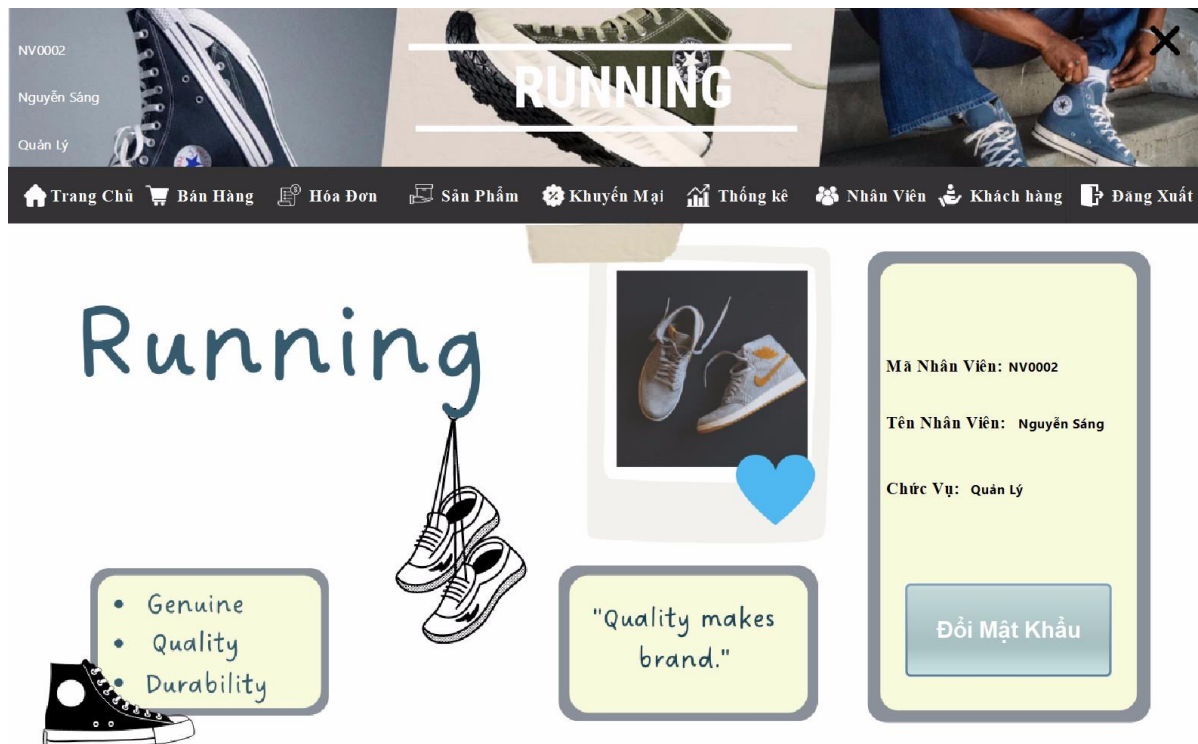 NV0002
Nguyễn Sáng
Quản Lý
RUNNING
Trang Chủ Bán Hàng Hóa Đơn Sản Phẩm Khuyến Mại Thống kê Nhân Viên Khách hàng Đăng Xuất
Running
Mã Nhân Viên: NV0002
Tên Nhân Viên: Nguyễn Sáng
Chức Vụ: Quản Lý
• Genuine
• Quality
• Durability
"Quality makes
brand."
Đổi Mật Khẩu